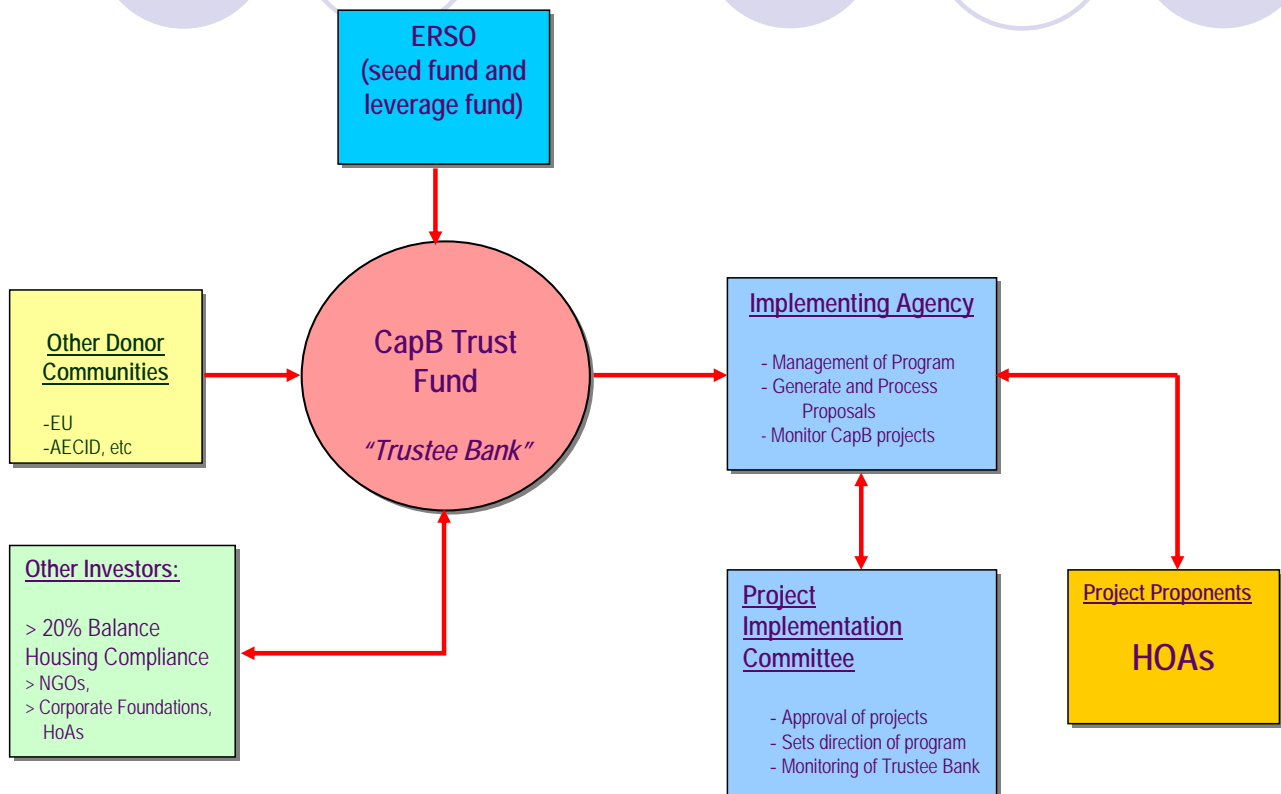 ERSO
(seed fund and
leverage fund)
Other Donor
Communities
-EU
-AECID, etc
CapB Trust
Fund
“Trustee Bank”
Implementing Agency
- Management of Program
- Generate and Process
Proposals
- Monitor CapB projects
Other Investors:
> 20% Balance
Housing Compliance
> NGOs,
> Corporate Foundations,
HoAs
Project
Implementation
Committee
- Approval of projects
- Sets direction of program
- Monitoring of Trustee Bank
Project Proponents
HOAs